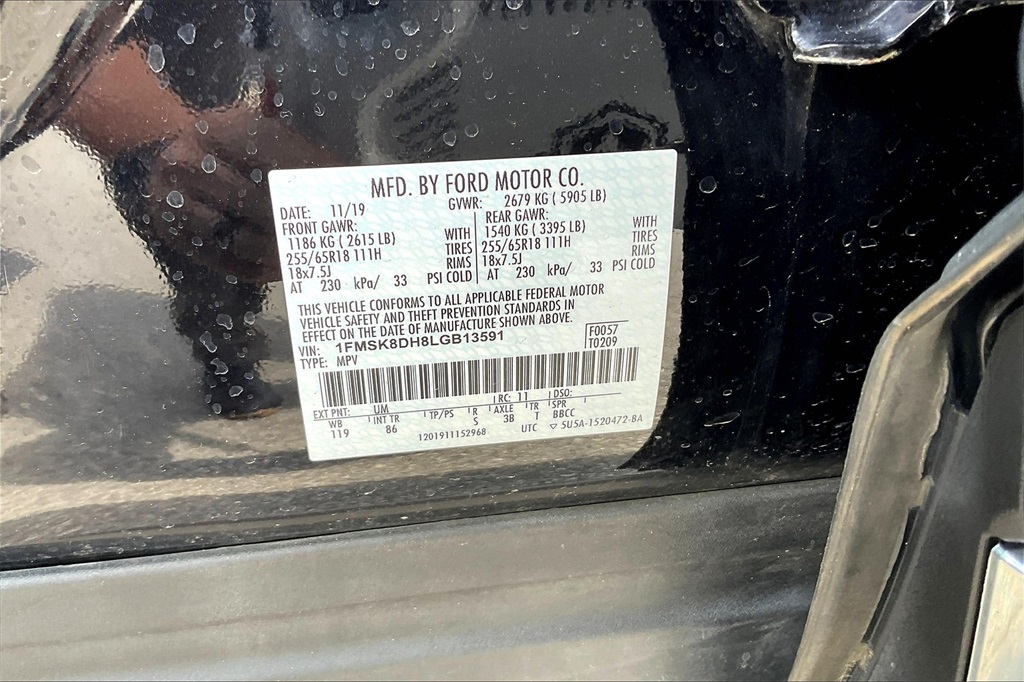 MFD. BY FORD MOTOR CO.
DATE: 11/19 GVWR: 2679 KG ( 5905 LB)
FRONT GAWR: REAR GAWR:
1186 KG ( 2615 LB) WITH 1540 KG ( 3395 LB) WITH
255/65R18 111H TIRES 255/65R18 111H TIRES
18x7.5J RIMS 18x7.5J RIMS
AT 230 kPa/ 33 PSI COLD AT 230 kPa/ 33 PSI COLD
THIS VEHICLE CONFORMS TO ALL APPLICABLE FEDERAL MOTOR
VEHICLE SAFETY AND THEFT PREVENTION STANDARDS IN
EFFECT ON THE DATE OF MANUFACTURE SHOWN ABOVE.
VIN: 1FMSK8DH8LGB13591 F0057
TYPE: MPV T0209
EXT PNT: UM RC: 11 DSO:
WB INT TR TP/PS R AXLE TR SPR
119 86 S 3B T BBCC
1201911152968 UTC ▽ 5U5A-1520472-BA